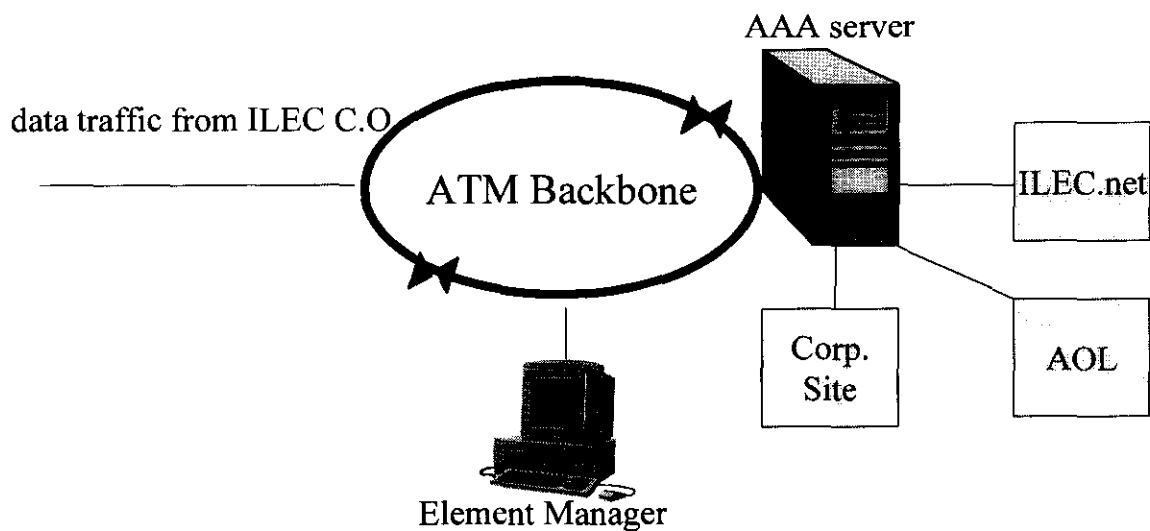 AAA server
data traffic from ILEC C.O
ATM Backbone
ILEC.net
Corp.
Site
AOL
Element Manager